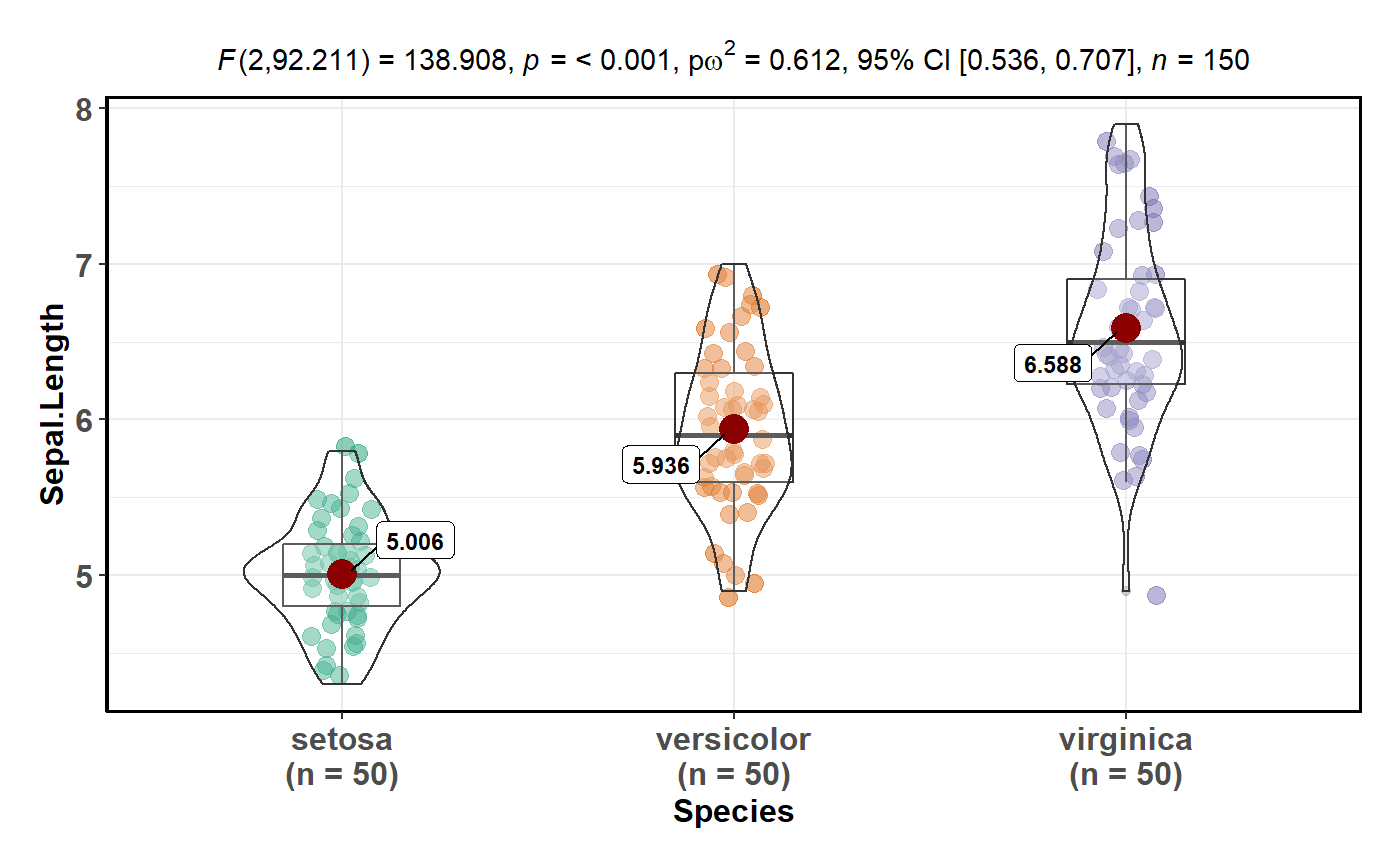 F(2,92.211) = 138.908, p = < 0.001, pω² = 0.612, 95% CI [0.536, 0.707], n = 150
8
7
6
5
Sepal.Length
5.006
5.936
6.588
setosa
(n = 50)
versicolor
(n = 50)
virginica
(n = 50)
Species